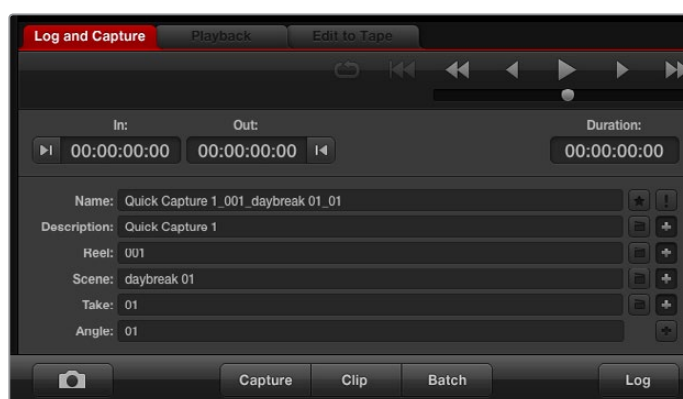 Log and Capture Playback Edit to Tape
In: Out: Duration:
00:00:00:00 00:00:00:00 00:00:00:00
Name: Quick Capture 1_001_daybreak 01_01
Description: Quick Capture 1
Reel: 001
Scene: daybreak 01
Take: 01
Angle: 01
Capture Clip Batch Log